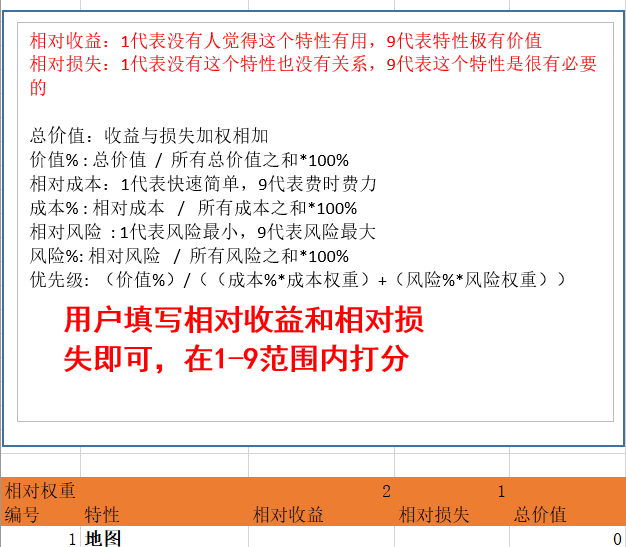 相对收益：1代表没有人觉得这个特性有用，9代表特性极有价值
相对损失：1代表没有这个特性也没有关系，9代表这个特性是很有必要
的
总价值：收益与损失加权相加
价值%：总价值 / 所有总价值之和*100%
相对成本：1代表快速简单，9代表费时费力
成本%：相对成本 / 所有成本之和*100%
相对风险 ：1代表风险最小，9代表风险最大
风险%: 相对风险 / 所有风险之和*100%
优先级: （价值%）/（（成本%*成本权重）+（风险%*风险权重））
用户填写相对收益和相对损
失即可，在1-9范围内打分
相对权重 2 1
编号 特性 相对收益 相对损失 总价值
1 地图 0